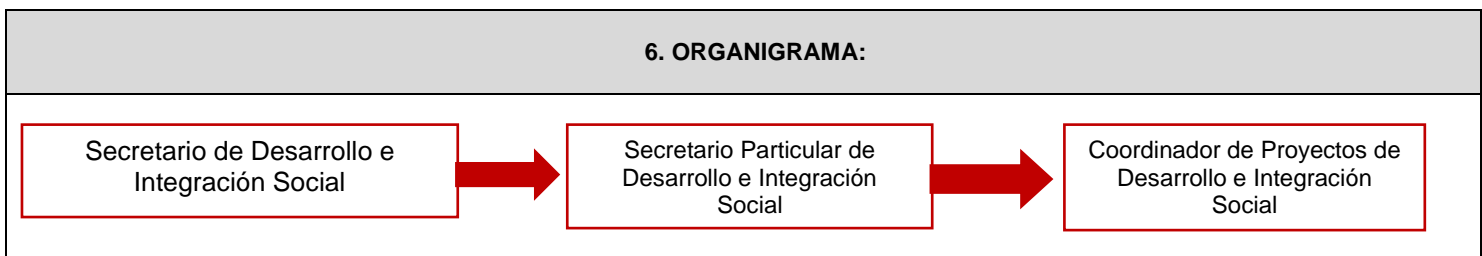 6. ORGANIGRAMA:
Secretario de Desarrollo e
Integración Social
Secretario Particular de
Desarrollo e Integración
Social
Coordinador de Proyectos de
Desarrollo e Integración
Social